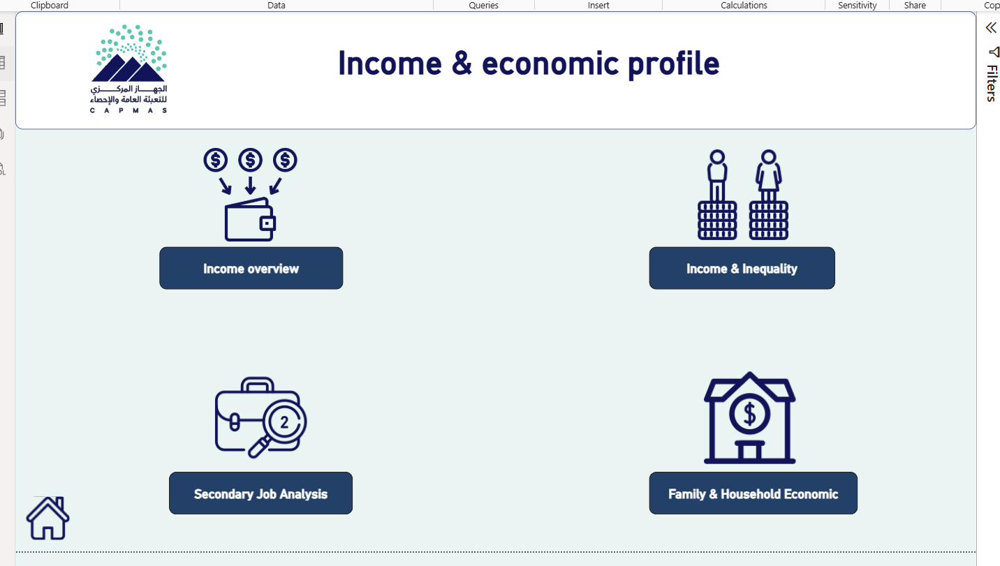 Clipboard Data Queries Insert Calculations Sensitivity Share Cop
الجهاز المركزي
للتعبئة العامة والإحصاء
CAPMAS
Income & economic profile
Filters
$ $ $
Income overview
Income & Inequality
2
$
Secondary Job Analysis
Family & Household Economic